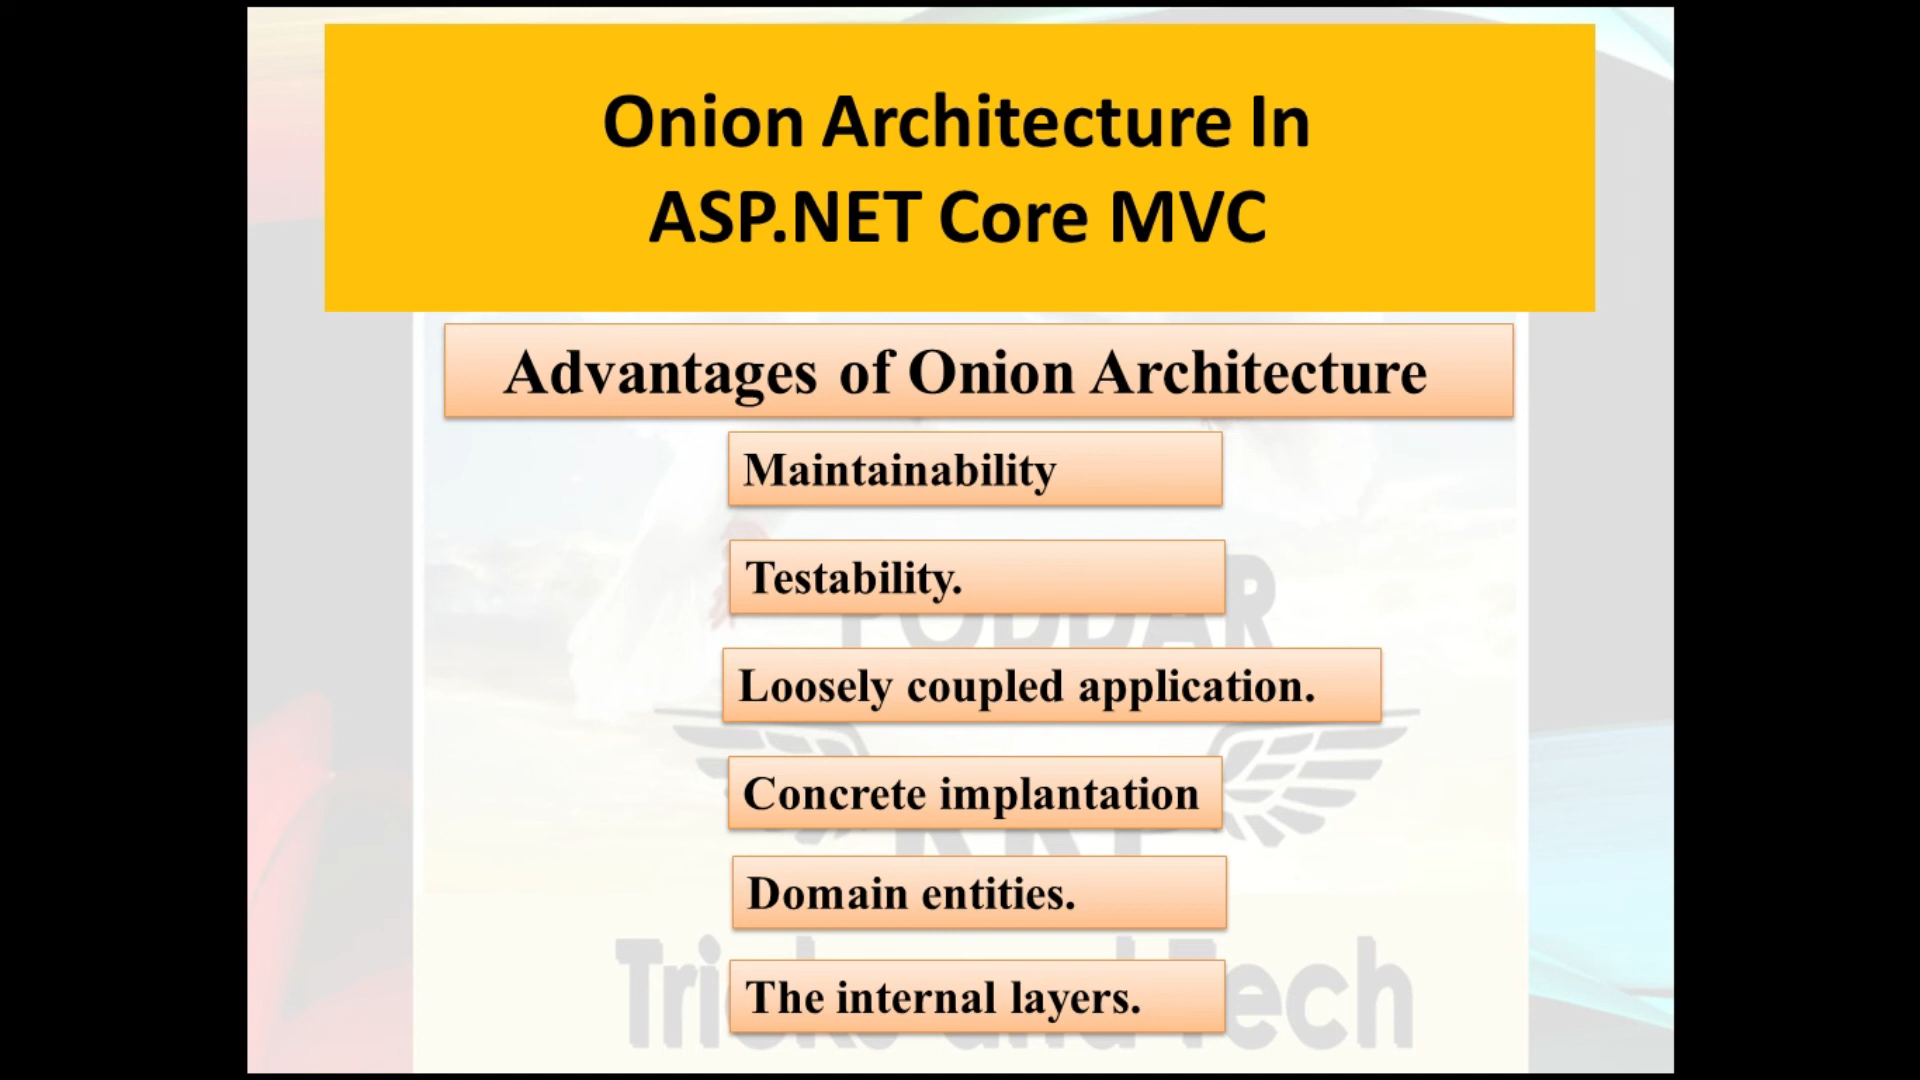 Onion Architecture In
ASP.NET Core MVC
Advantages of Onion Architecture
Maintainability
Testability.
PODDAR
Loosely coupled application.
Concrete implantation
Domain entities.
The internal layers.